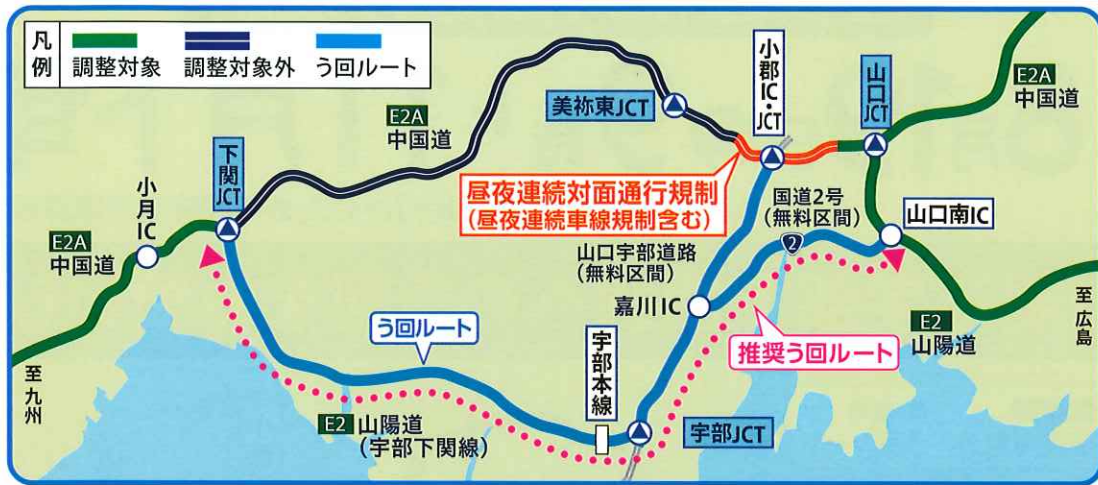 凡例
調整対象
調整対象外
う回ルート
E2A
中国道
美祢東JCT
小郡IC・JCT
山口JCT
E2A
中国道
下関JCT
小月IC
E2A
中国道
昼夜連続対面通行規制
(昼夜連続車線規制含む)
国道2号
(無料区間)
2
山口南IC
山口宇部道路
(無料区間)
嘉川IC
う回ルート
推奨う回ルート
E2
山陽道
至広島
至九州
宇部本線
E2 山陽道
(宇部下関線)
宇部JCT